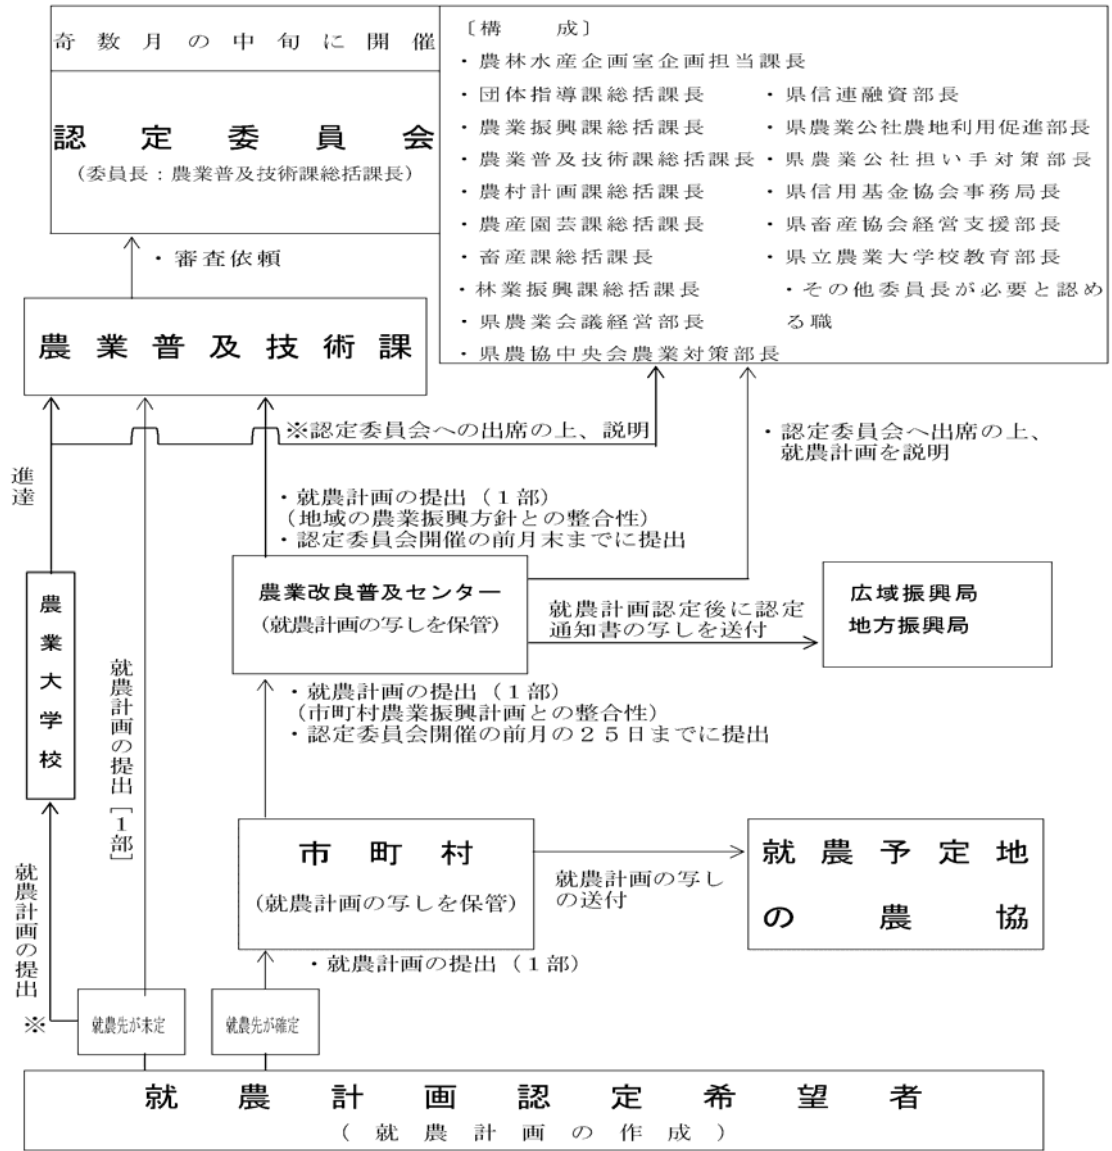 奇数月の中旬に開催
認定委員会
(委員長：農業普及技術課総括課長)
〔構　　成〕
・農林水産企画室企画担当課長
・団体指導課総括課長
・農業振興課総括課長
・農業普及技術課総括課長
・農村計画課総括課長
・農産園芸課総括課長
・畜産課総括課長
・林業振興課総括課長
・県農業会議経営部長
・県農協中央会農業対策部長
・県信連融資部長
・県農業公社農地利用促進部長
・県農業公社担い手対策部長
・県信用基金協会事務局長
・県畜産協会経営支援部長
・県立農業大学校教育部長
・その他委員長が必要と認め
る職
・審査依頼
農業普及技術課
※認定委員会への出席の上、説明
・認定委員会へ出席の上、
就農計画を説明
進達
・就農計画の提出（１部）
(地域の農業振興方針との整合性)
・認定委員会開催の前月末までに提出
農業改良普及センター
(就農計画の写しを保管)
就農計画認定後に認定
通知書の写しを送付
広域振興局
地方振興局
農業大学校
就農計画の提出［１部］
・就農計画の提出（１部）
(市町村農業振興計画との整合性)
・認定委員会開催の前月の２５日までに提出
市町村
(就農計画の写しを保管)
就農計画の写し
の送付
就農予定地
の農協
就農計画の提出
※
・就農計画の提出（１部）
就農先が未定
就農先が確定
就農計画認定希望者
（就農計画の作成）